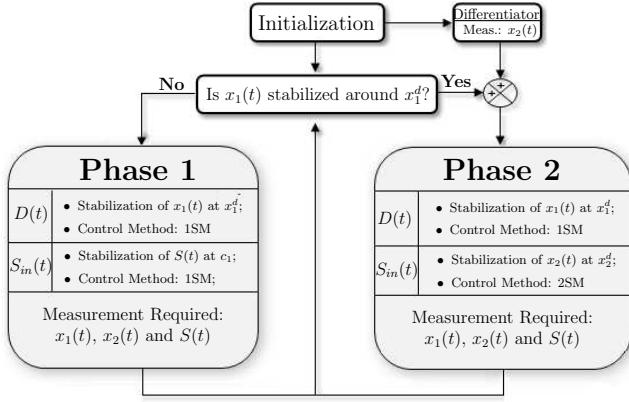 Initialization
Differentiator
Meas.: x₂(t)
Is x₁(t) stabilized around x₁ᵈ?
No
Yes
+
+
Phase 1
D(t)
• Stabilization of x₁(t) at x₁ᵈ;
• Control Method: 1SM
Sᵢₙ(t)
• Stabilization of S(t) at c₁;
• Control Method: 1SM;
Measurement Required:
x₁(t), x₂(t) and S(t)
Phase 2
D(t)
• Stabilization of x₁(t) at x₁ᵈ;
• Control Method: 1SM
Sᵢₙ(t)
• Stabilization of x₂(t) at x₂ᵈ;
• Control Method: 2SM
Measurement Required:
x₁(t), x₂(t) and S(t)